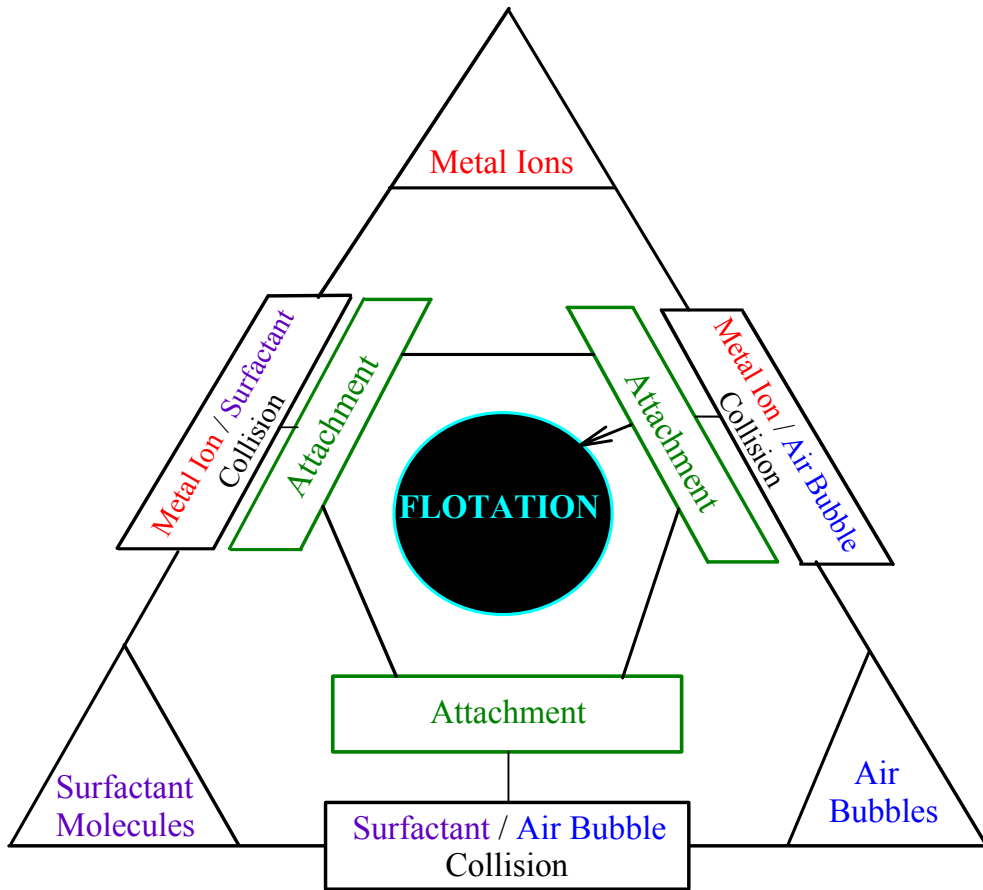 Metal Ions
Metal Ion / Surfactant
Collision
Attachment
Metal Ion / Air Bubble
Collision
Attachment
FLOTATION
Attachment
Surfactant
Molecules
Surfactant / Air Bubble
Collision
Air
Bubbles